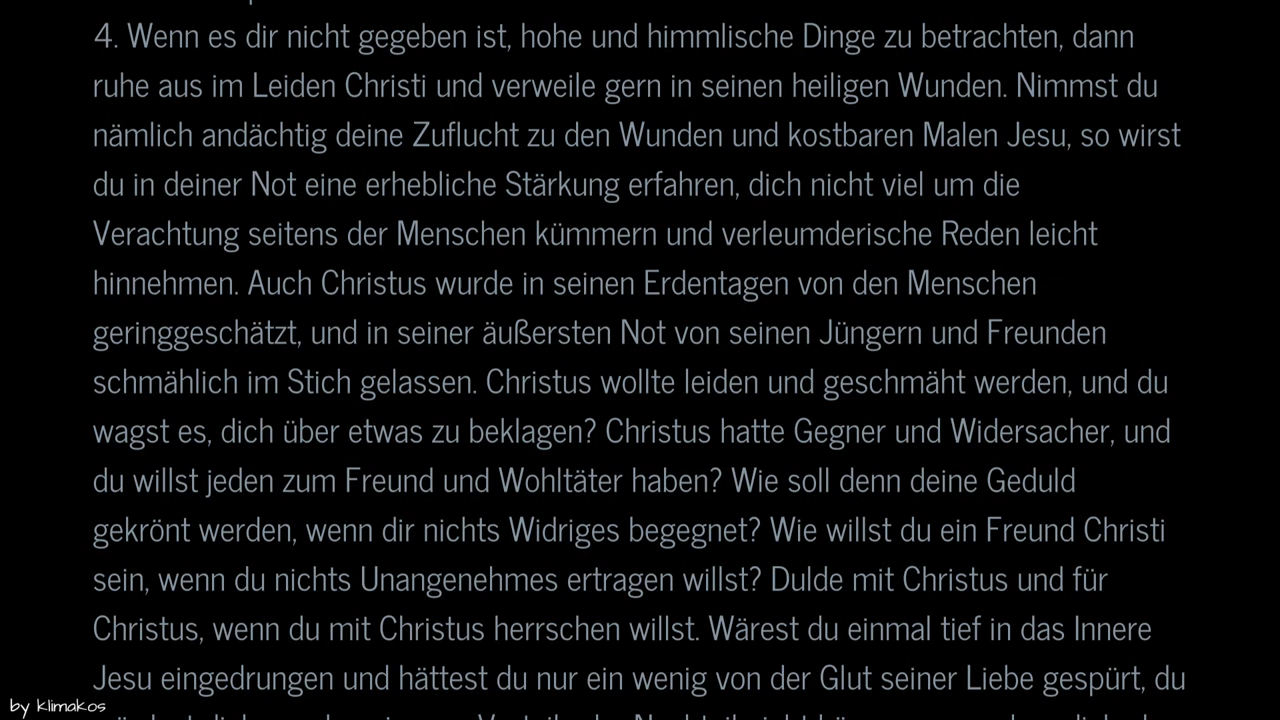 4. Wenn es dir nicht gegeben ist, hohe und himmlische Dinge zu betrachten, dann
ruhe aus im Leiden Christi und verweile gern in seinen heiligen Wunden. Nimmst du
nämlich andächtig deine Zuflucht zu den Wunden und kostbaren Malen Jesu, so wirst
du in deiner Not eine erhebliche Stärkung erfahren, dich nicht viel um die
Verachtung seitens der Menschen kümmern und verleumderische Reden leicht
hinnehmen. Auch Christus wurde in seinen Erdentagen von den Menschen
geringgeschätzt, und in seiner äußersten Not von seinen Jüngern und Freunden
schmählich im Stich gelassen. Christus wollte leiden und geschmäht werden, und du
wagst es, dich über etwas zu beklagen? Christus hatte Gegner und Widersacher, und
du willst jeden zum Freund und Wohltäter haben? Wie soll denn deine Geduld
gekrönt werden, wenn dir nichts Widriges begegnet? Wie willst du ein Freund Christi
sein, wenn du nichts Unangenehmes ertragen willst? Dulde mit Christus und für
Christus, wenn du mit Christus herrschen willst. Wärest du einmal tief in das Innere
Jesu eingedrungen und hättest du nur ein wenig von der Glut seiner Liebe gespürt, du
by klimakos